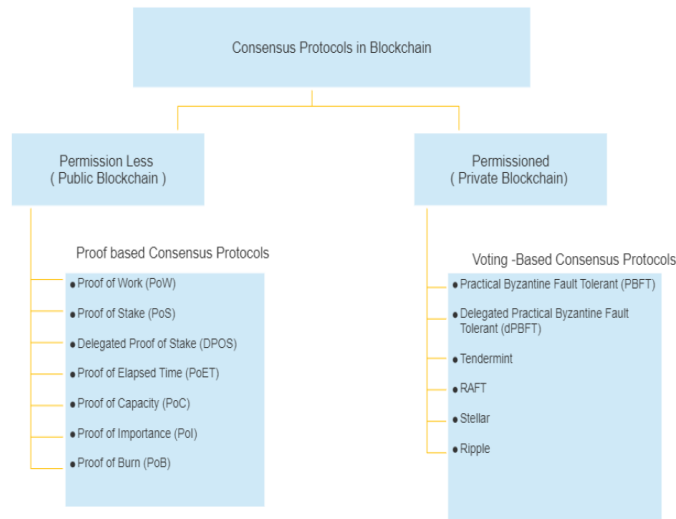 Consensus Protocols in Blockchain
Permission Less
( Public Blockchain )
Permissioned
( Private Blockchain)
Proof based Consensus Protocols
● Proof of Work (PoW)
● Proof of Stake (PoS)
● Delegated Proof of Stake (DPOS)
● Proof of Elapsed Time (PoET)
● Proof of Capacity (PoC)
● Proof of Importance (PoI)
● Proof of Burn (PoB)
Voting -Based Consensus Protocols
● Practical Byzantine Fault Tolerant (PBFT)
● Delegated Practical Byzantine Fault
Tolerant (dPBFT)
● Tendermint
● RAFT
● Stellar
● Ripple